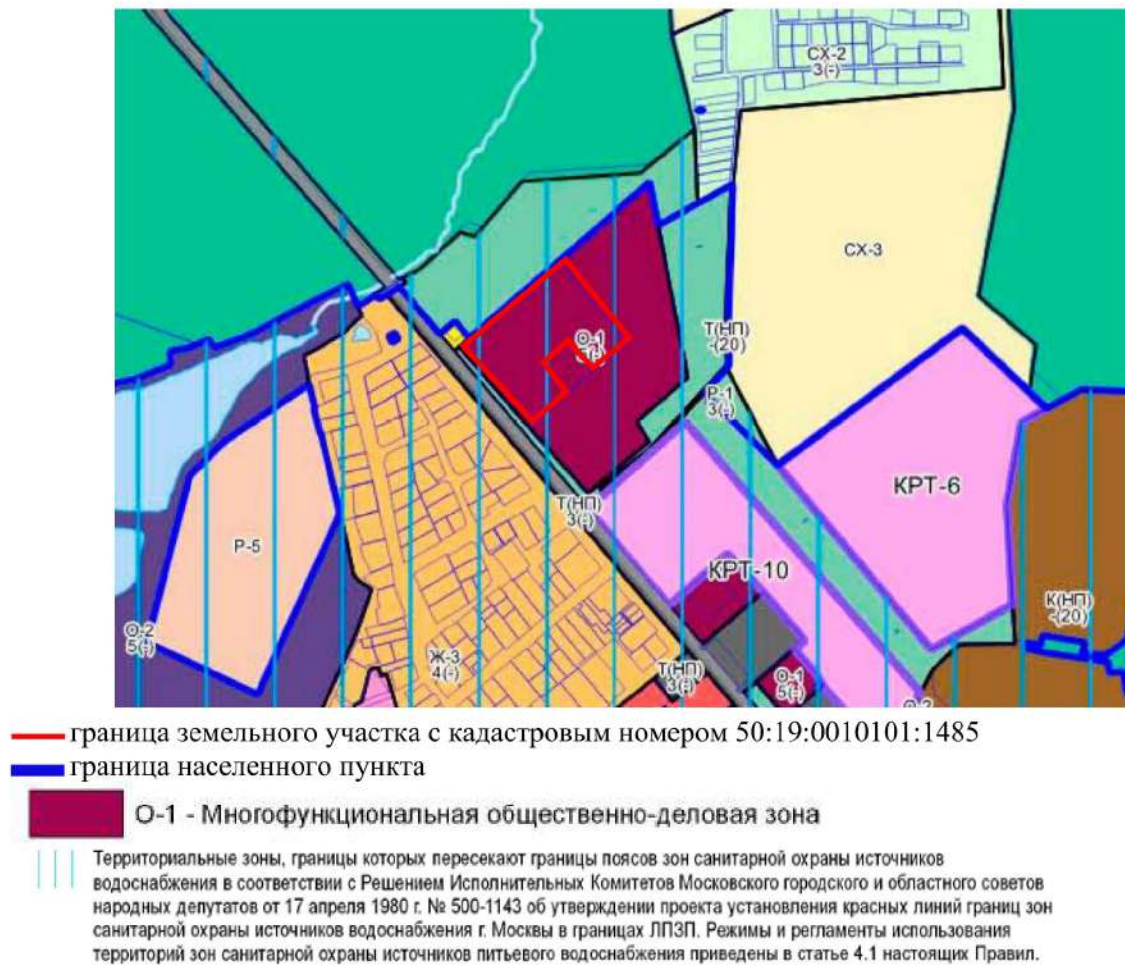 СХ-2
3(-)
СХ-3
О-1
5(-)
Т(НП)
-(20)
Р-1
3(-)
КРТ-6
Т(НП)
3(-)
Р-5
КРТ-10
К(НП)
-(20)
О-2
5(-)
Ж-3
4(-)
Т(НП)
3(-)
О-1
5(-)
граница земельного участка с кадастровым номером 50:19:0010101:1485
граница населенного пункта
О-1 - Многофункциональная общественно-деловая зона
Территориальные зоны, границы которых пересекают границы поясов зон санитарной охраны источников
водоснабжения в соответствии с Решением Исполнительных Комитетов Московского городского и областного советов
народных депутатов от 17 апреля 1980 г. № 500-1143 об утверждении проекта установления красных линий границ зон
санитарной охраны источников водоснабжения г. Москвы в границах ЛПЗП. Режимы и регламенты использования
территорий зон санитарной охраны источников питьевого водоснабжения приведены в статье 4.1 настоящих Правил.